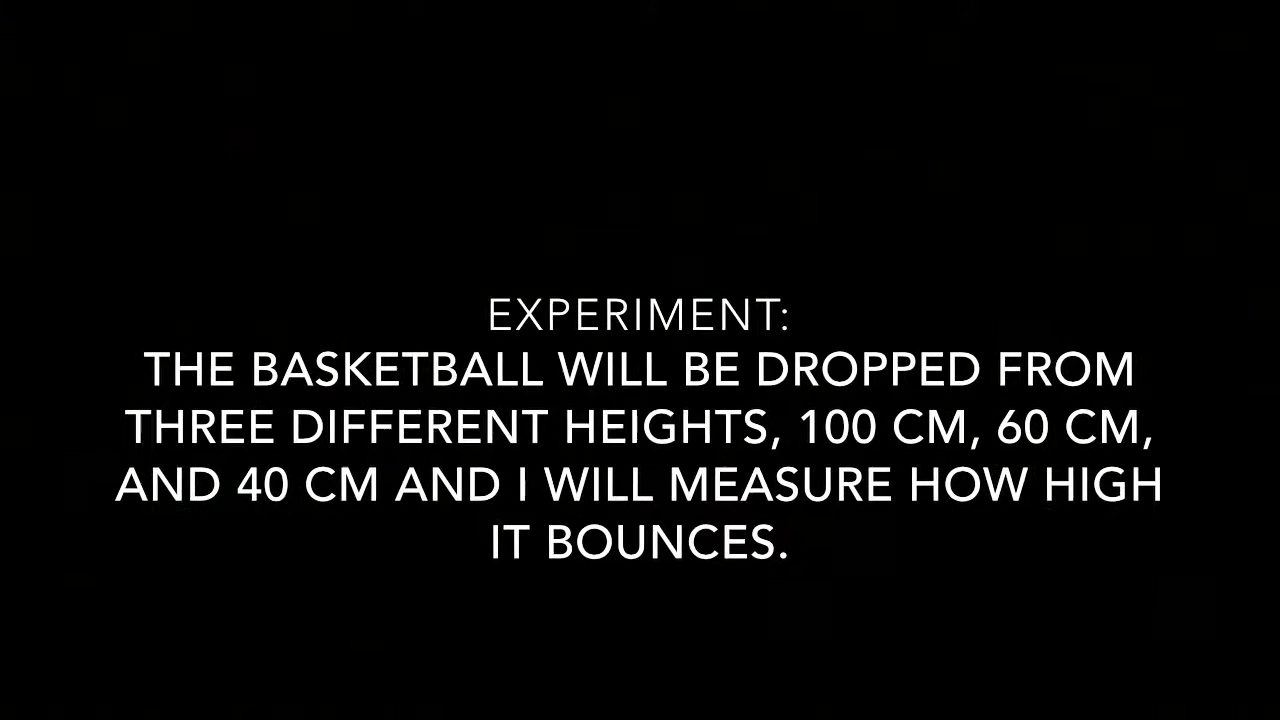 EXPERIMENT:
THE BASKETBALL WILL BE DROPPED FROM
THREE DIFFERENT HEIGHTS, 100 CM, 60 CM,
AND 40 CM AND I WILL MEASURE HOW HIGH
IT BOUNCES.